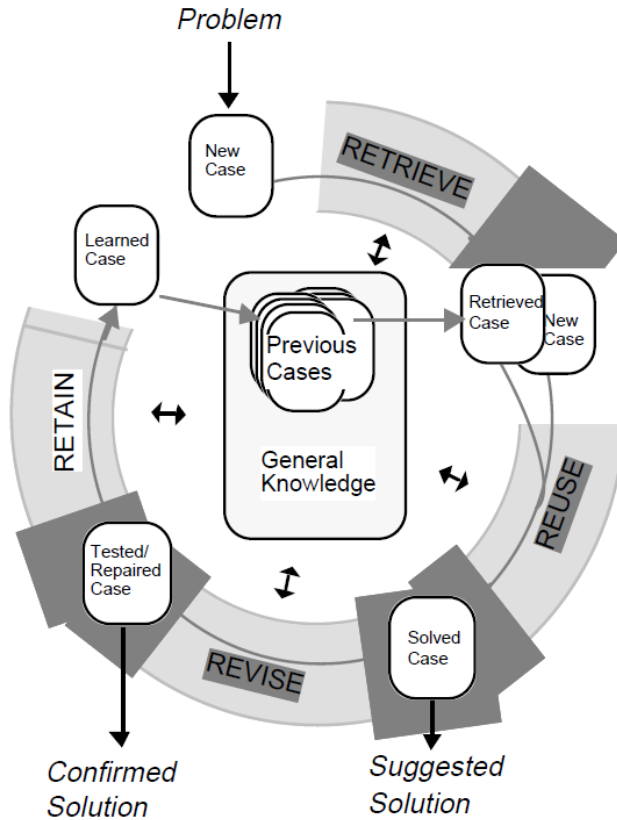 Problem
New
Case
RETRIEVE
Learned
Case
Retrieved
Case
New
Case
Previous
Cases
General
Knowledge
RETAIN
REUSE
Tested/
Repaired
Case
Solved
Case
REVISE
Confirmed
Solution
Suggested
Solution